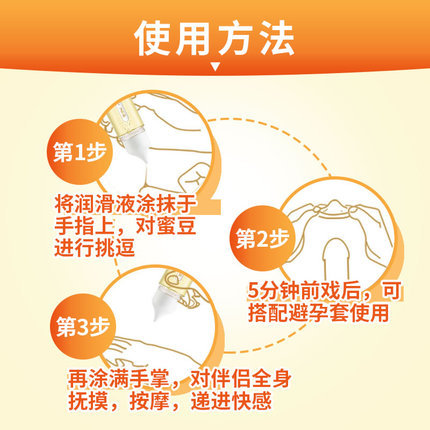 使用方法
第1步
将润滑液涂抹于
手指上，对蜜豆
进行挑逗
第2步
5分钟前戏后，可
搭配避孕套使用
第3步
再涂满手掌，对伴侣全身
抚摸，按摩，递进快感